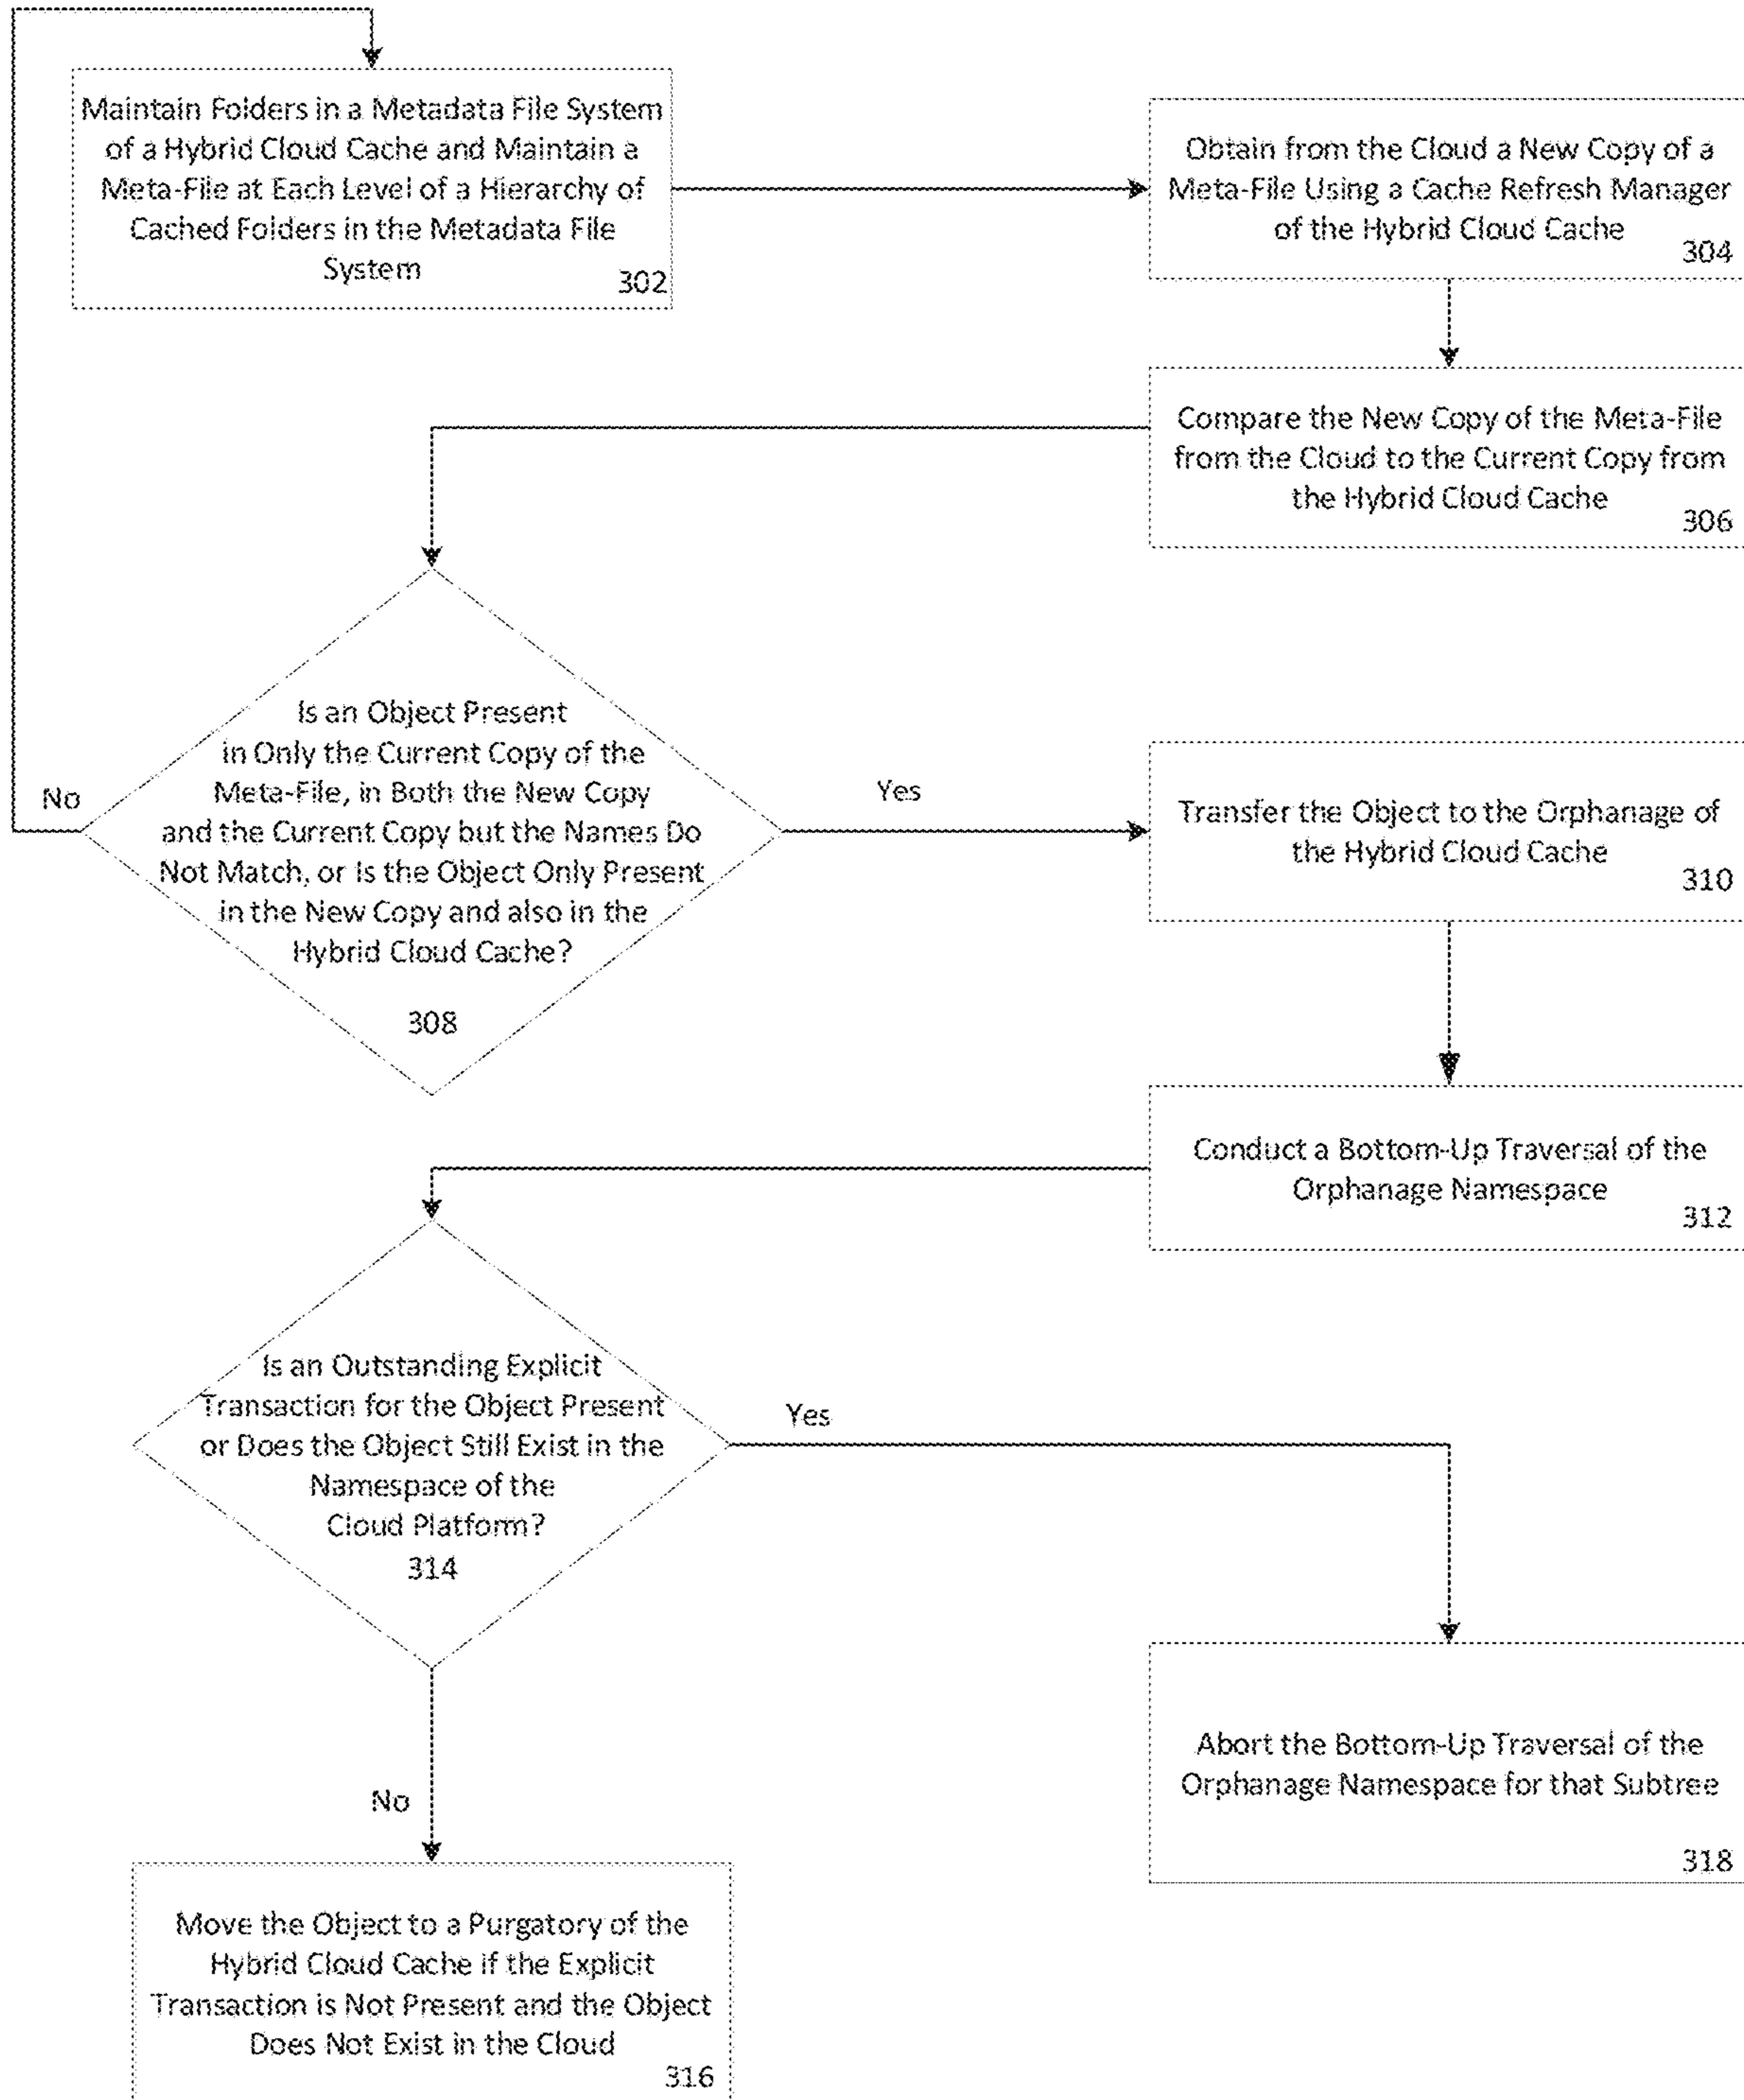 Maintain Folders in a Metadata File System
of a Hybrid Cloud Cache and Maintain a
Meta-File at Each Level of a Hierarchy of
Cached Folders in the Metadata File
System
302
Obtain from the Cloud a New Copy of a
Meta-File Using a Cache Refresh Manager
of the Hybrid Cloud Cache
304
Compare the New Copy of the Meta-File
from the Cloud to the Current Copy from
the Hybrid Cloud Cache
306
Is an Object Present
in Only the Current Copy of the
Meta-File, in Both the New Copy
and the Current Copy but the Names Do
Not Match, or Is the Object Only Present
in the New Copy and also in the
Hybrid Cloud Cache?
308
No
Yes
Transfer the Object to the Orphanage of
the Hybrid Cloud Cache
310
Conduct a Bottom-Up Traversal of the
Orphanage Namespace
312
Is an Outstanding Explicit
Transaction for the Object Present
or Does the Object Still Exist in the
Namespace of the
Cloud Platform?
314
Yes
No
Abort the Bottom-Up Traversal of the
Orphanage Namespace for that Subtree
318
Move the Object to a Purgatory of the
Hybrid Cloud Cache if the Explicit
Transaction is Not Present and the Object
Does Not Exist in the Cloud
316